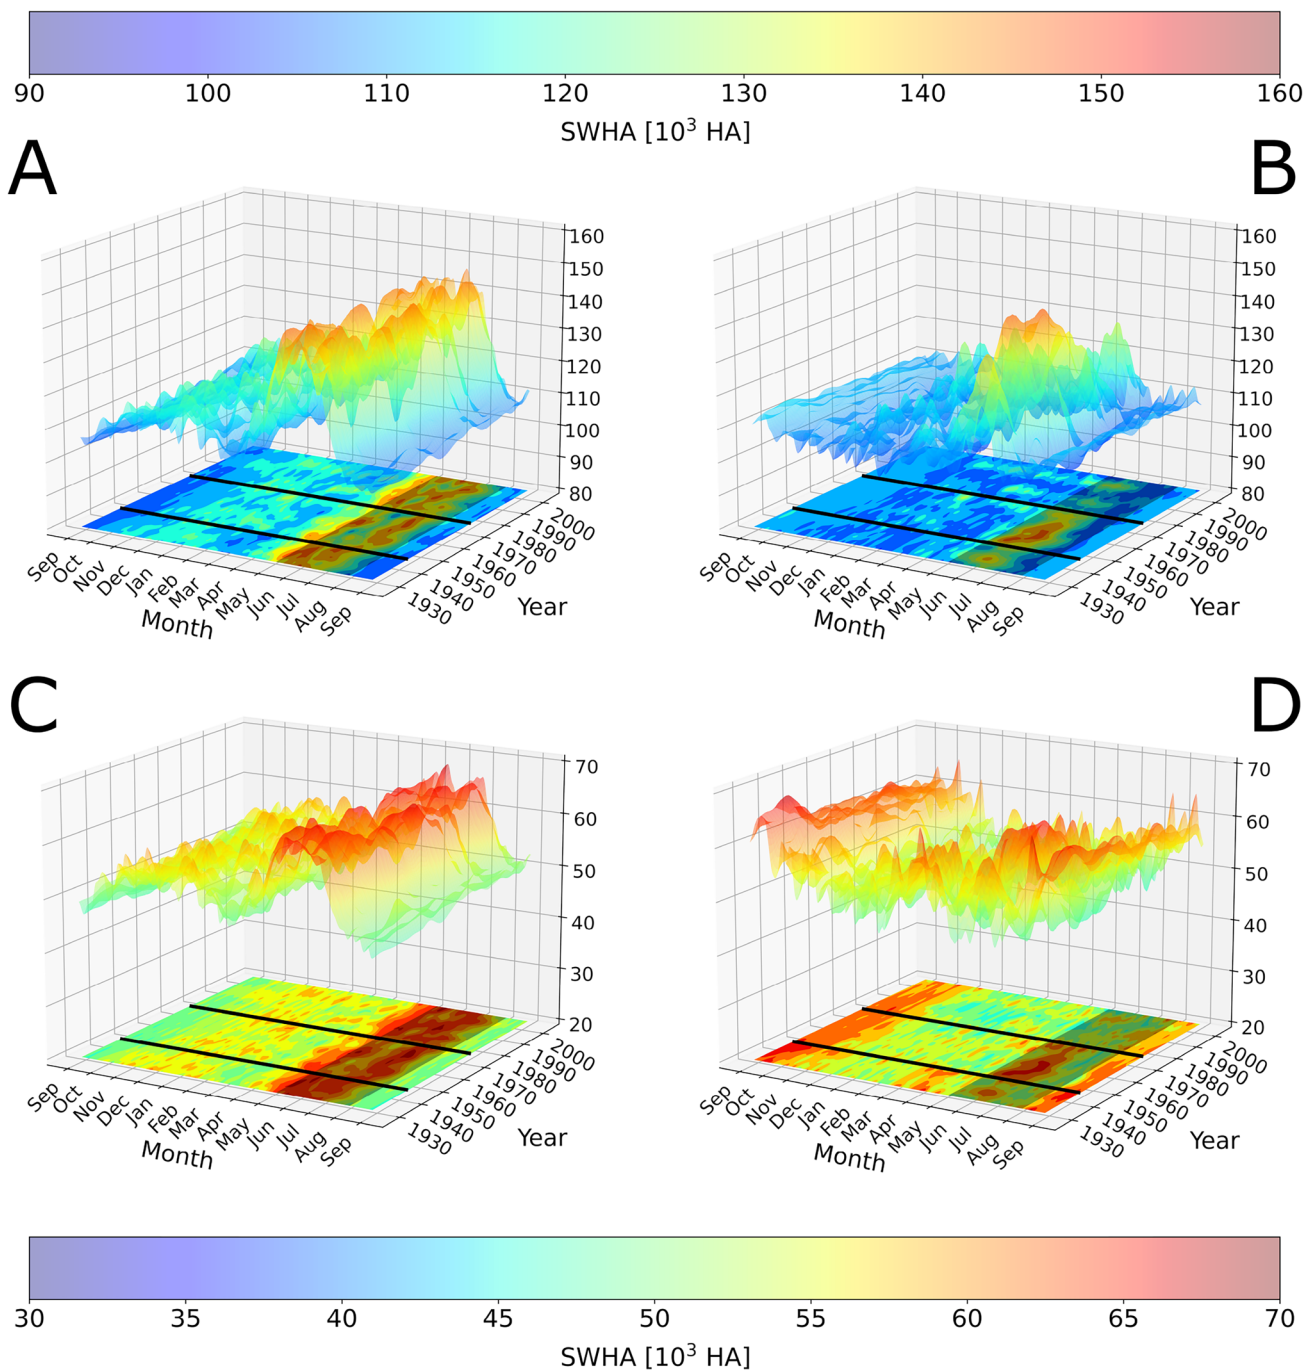 90 100 110 120 130 140 150 160
SWHA [10³ HA]
A
B
160
150
140
130
120
110
100
90
80
Sep Oct Nov Dec Jan Feb Mar Apr May Jun Jul Aug Sep
Month
1930 1940 1950 1960 1970 1980 1990 2000
Year
160
150
140
130
120
110
100
90
80
Sep Oct Nov Dec Jan Feb Mar Apr May Jun Jul Aug Sep
Month
1930 1940 1950 1960 1970 1980 1990 2000
Year
C
D
70
60
50
40
30
20
Sep Oct Nov Dec Jan Feb Mar Apr May Jun Jul Aug Sep
Month
1930 1940 1950 1960 1970 1980 1990 2000
Year
70
60
50
40
30
20
Sep Oct Nov Dec Jan Feb Mar Apr May Jun Jul Aug Sep
Month
1930 1940 1950 1960 1970 1980 1990 2000
Year
30 35 40 45 50 55 60 65 70
SWHA [10³ HA]